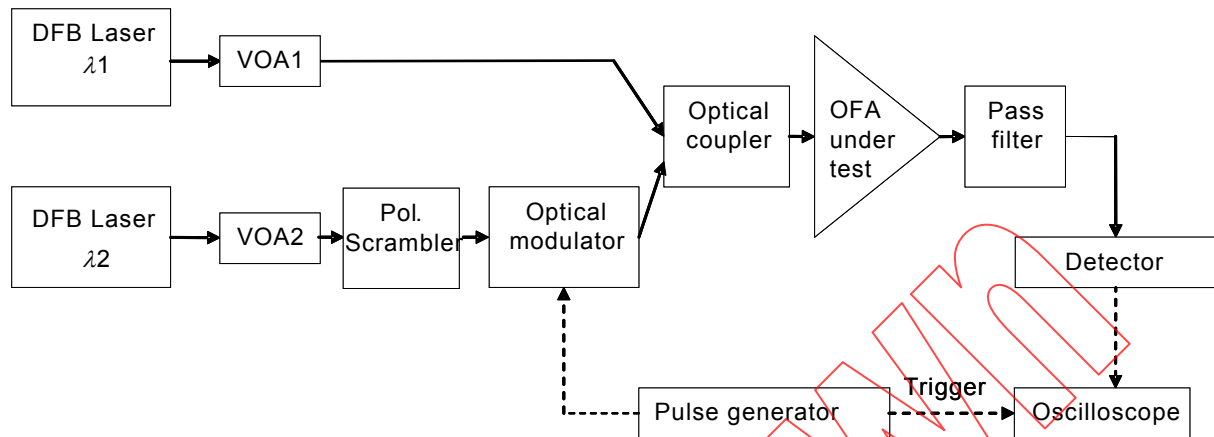 DFB Laser
λ1
VOA1
Optical
coupler
OFA
under
test
Pass
filter
DFB Laser
λ2
VOA2
Pol.
Scrambler
Optical
modulator
Detector
Pulse generator
Trigger
Oscilloscope